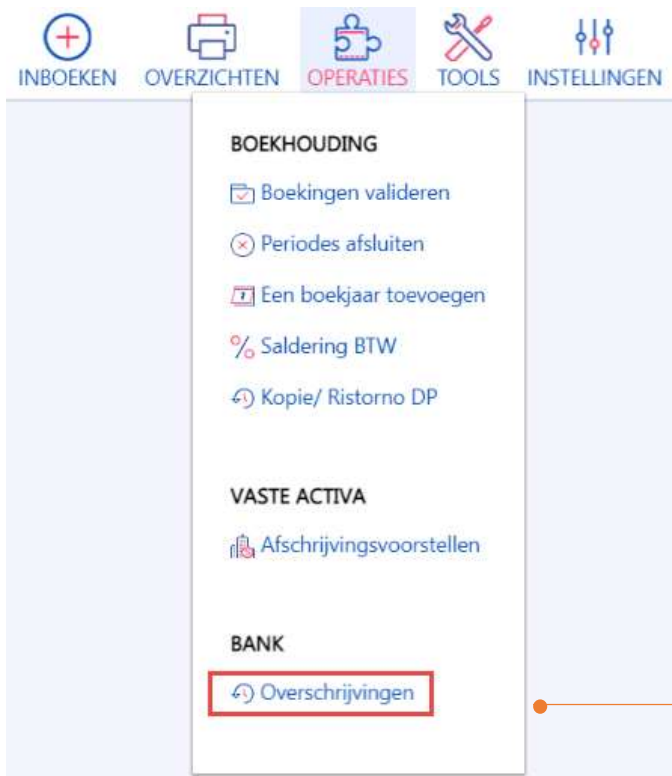 INBOEKEN OVERZICHTEN OPERATIES TOOLS INSTELLINGEN
BOEKHOUDING
Boekingen valideren
Periodes afsluiten
Een boekjaar toevoegen
Saldering BTW
Kopie/ Ristorno DP
VASTE ACTIVA
Afschrijvingsvoorstellen
BANK
Overschrijvingen